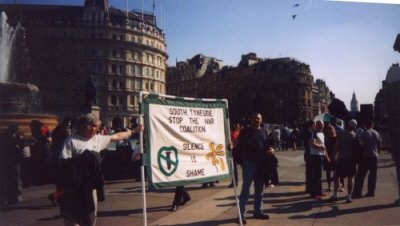 SOUTH TYNESIDE
STOP THE WAR
COALITION
SILENCE
IS
SHAME